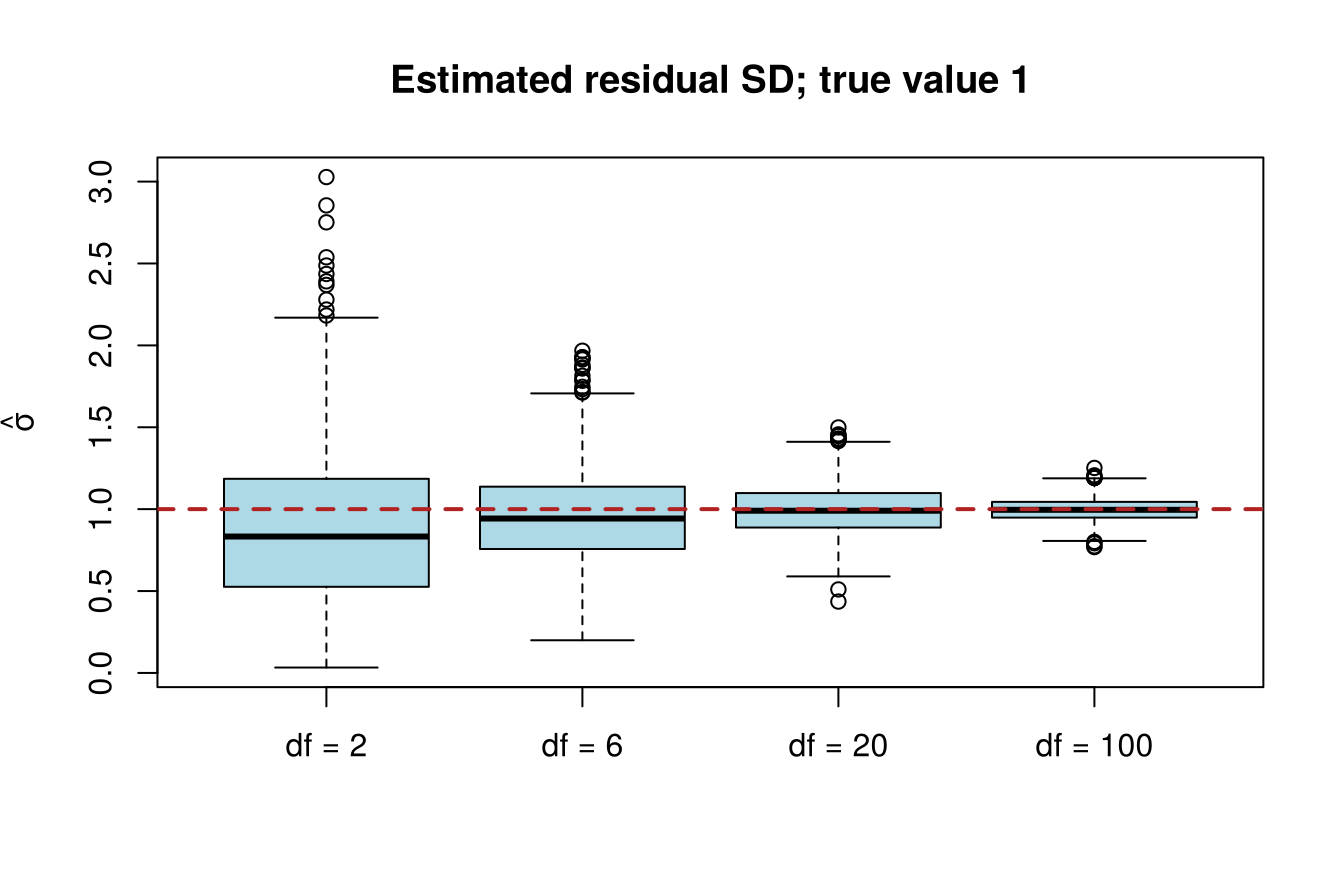 Estimated residual SD; true value 1
σ̂
3.0
2.5
2.0
1.5
1.0
0.5
0.0
df = 2 df = 6 df = 20 df = 100